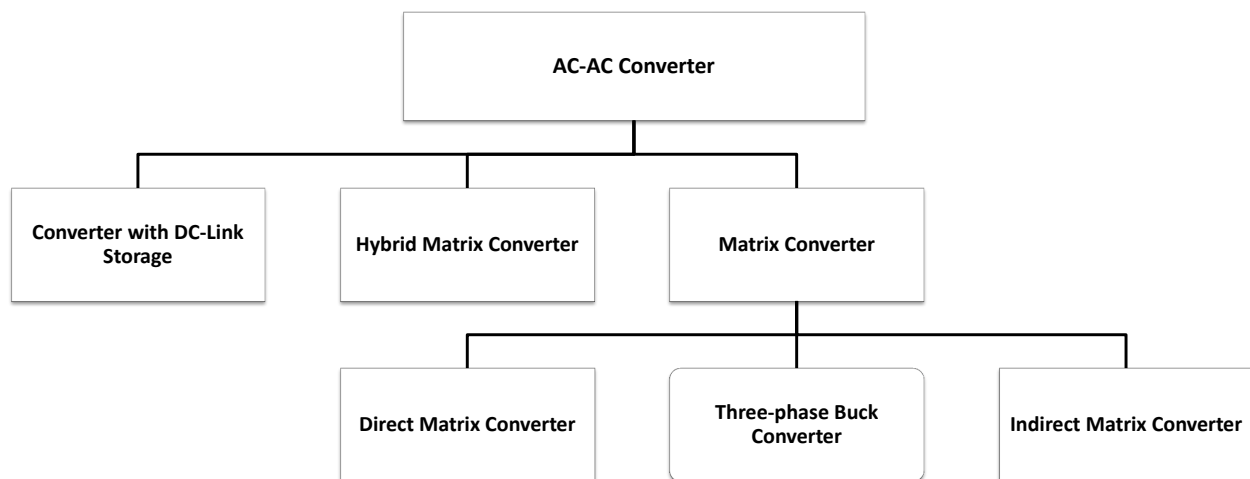 AC-AC Converter
Converter with DC-Link
Storage
Hybrid Matrix Converter
Matrix Converter
Direct Matrix Converter
Three-phase Buck
Converter
Indirect Matrix Converter